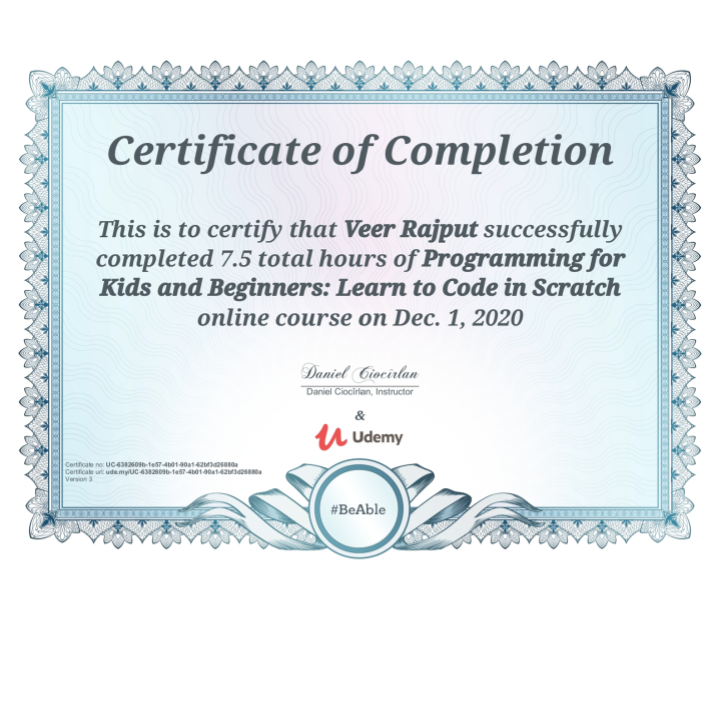 Certificate of Completion
This is to certify that Veer Rajput successfully
completed 7.5 total hours of Programming for
Kids and Beginners: Learn to Code in Scratch
online course on Dec. 1, 2020
Daniel Ciocîrlan
Daniel Ciocîrlan, Instructor
&
Udemy
Certificate no: UC-6382609b-1e57-4b01-90a1-62bf3d26880a
Certificate url: ude.my/UC-6382609b-1e57-4b01-90a1-62bf3d26880a
Version 3
#BeAble